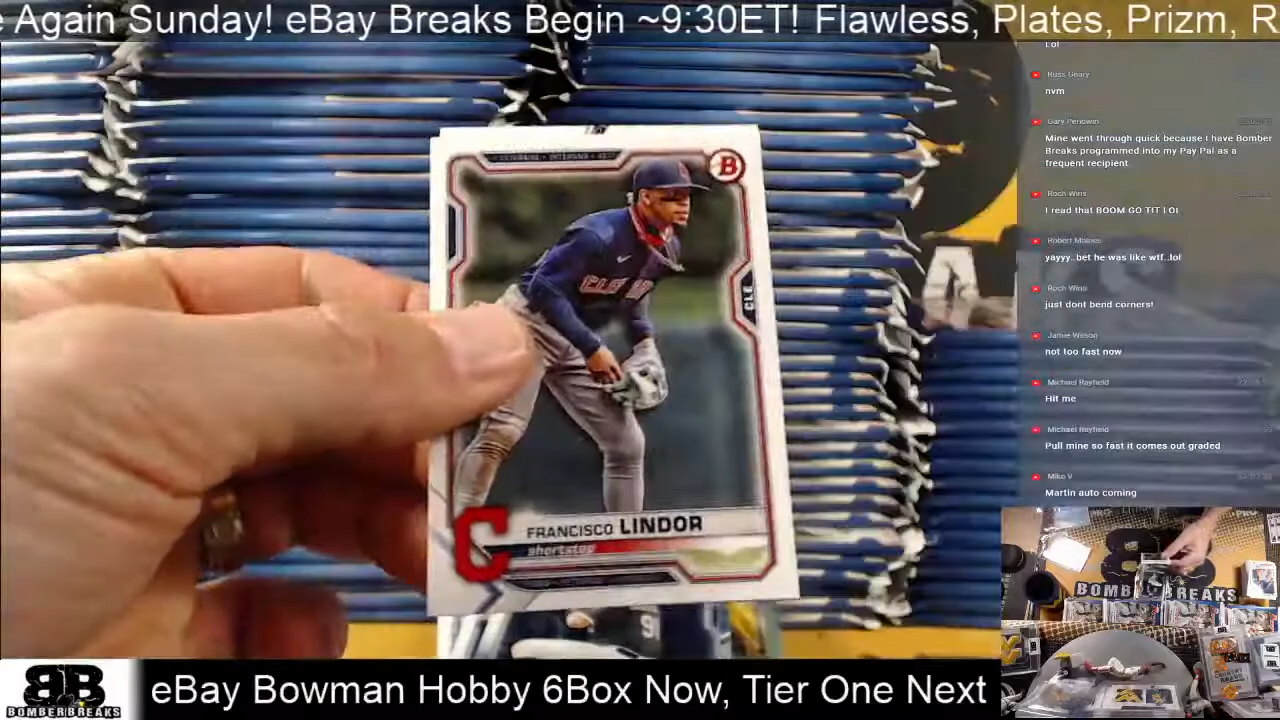 Again Sunday! eBay Breaks Begin ~9:30ET! Flawless, Plates, Prizm, R
Lol
Russ Geary
nvm
Gary Perlowin
Mine went through quick because I have Bomber
Breaks programmed into my Pay Pal as a
frequent recipient.
Roch Wins
I read that BOOM GO TIT LOL
Robert
yayyy..bet he was like wtf..lol
Roch Wins
just dont bend corners!
Jamie Wilson
not too fast now
Michael Rayfield
Hit me
Michael Rayfield
Pull mine so fast it comes out graded
Mike V
Martin auto coming
B
CLE
FRANCISCO LINDOR
shortstop
C
91
BOMBER BREAKS
BB
BOMBERBREAKS
eBay Bowman Hobby 6Box Now, Tier One Next